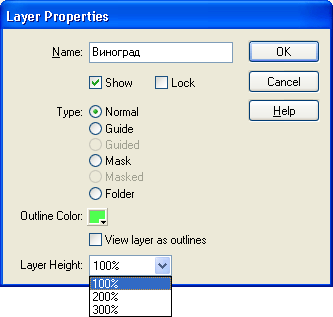 Layer Properties
Name: Виноград
OK
Show
Lock
Cancel
Type: Normal
Help
Guide
Guided
Mask
Masked
Folder
Outline Color:
View layer as outlines
Layer Height: 100%
100%
200%
300%